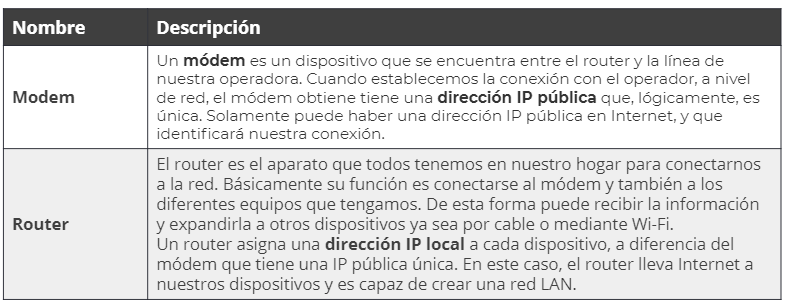 Nombre Descripción
Modem
Un módem es un dispositivo que se encuentra entre el router y la línea de
nuestra operadora. Cuando establecemos la conexión con el operador, a nivel
de red, el módem obtiene tiene una dirección IP pública que, lógicamente, es
única. Solamente puede haber una dirección IP pública en Internet, y que
identificará nuestra conexión.
Router
El router es el aparato que todos tenemos en nuestro hogar para conectarnos
a la red. Básicamente su función es conectarse al módem y también a los
diferentes equipos que tengamos. De esta forma puede recibir la información
y expandirla a otros dispositivos ya sea por cable o mediante Wi-Fi.
Un router asigna una dirección IP local a cada dispositivo, a diferencia del
módem que tiene una IP pública única. En este caso, el router lleva Internet a
nuestros dispositivos y es capaz de crear una red LAN.